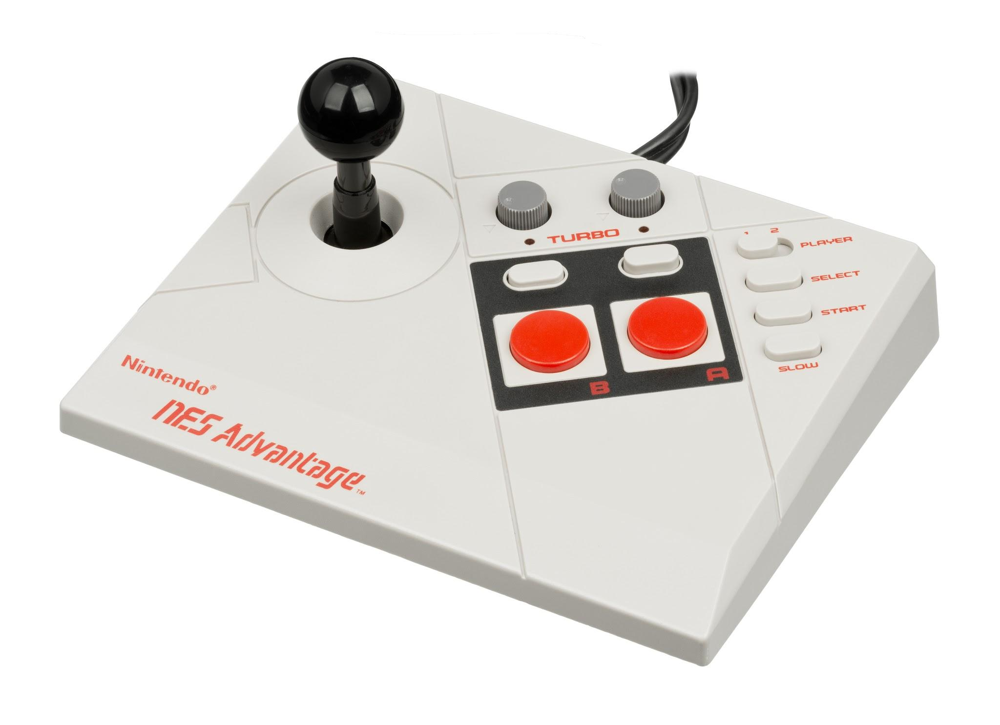 1 2
PLAYER
TURBO
SELECT
START
SLOW
A
B
Nintendo®
NES Advantage™